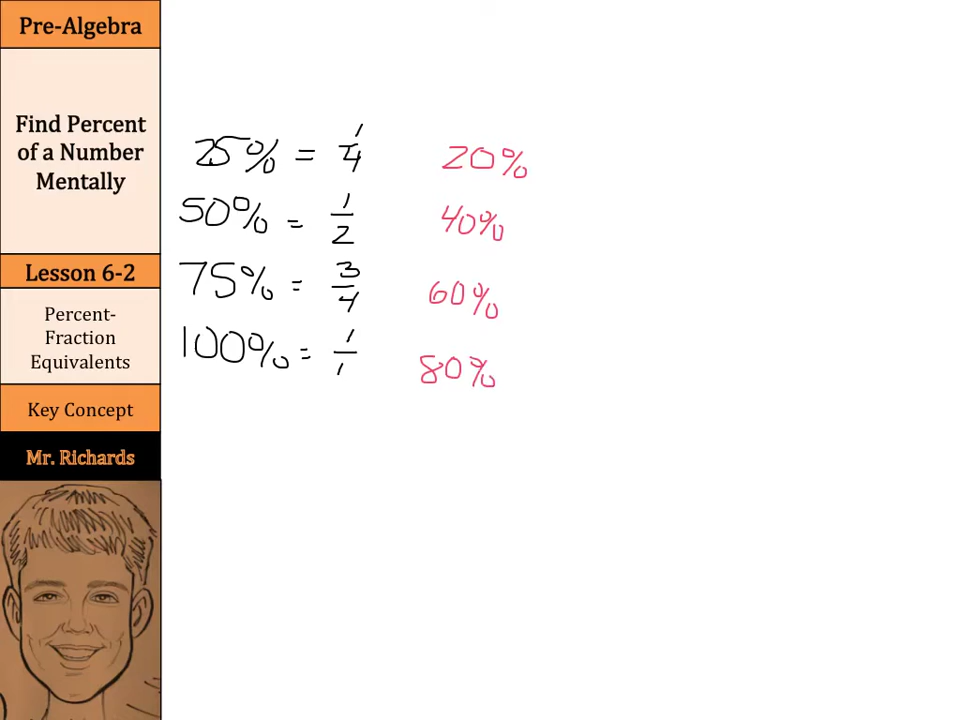 Pre-Algebra
Find Percent
of a Number
Mentally
Lesson 6-2
Percent-
Fraction
Equivalents
Key Concept
Mr. Richards
25% = 1/4
50% = 1/2
75% = 3/4
100% = 1/1
20%
40%
60%
80%